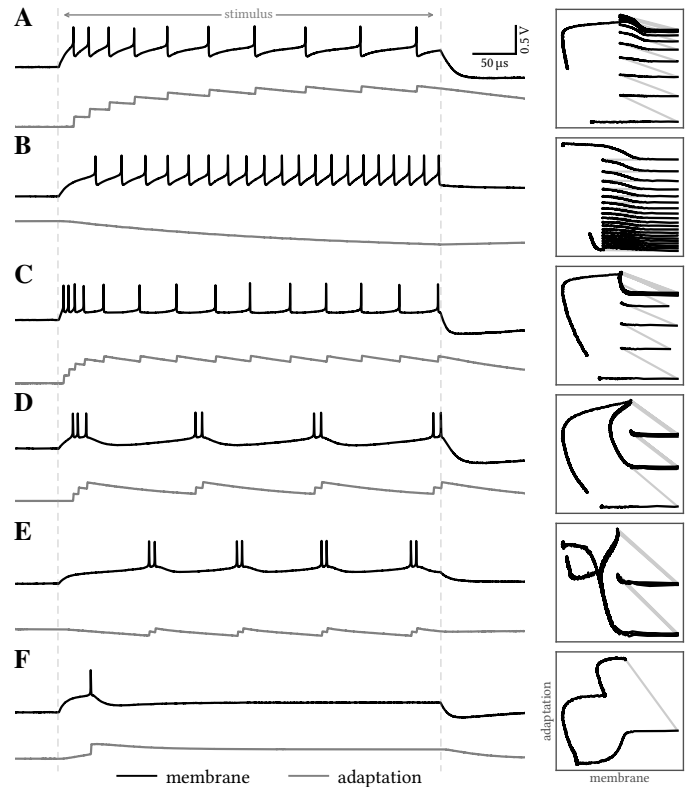 A
stimulus
0.5 V
50 µs
B
C
D
E
F
adaptation
membrane
membrane
adaptation